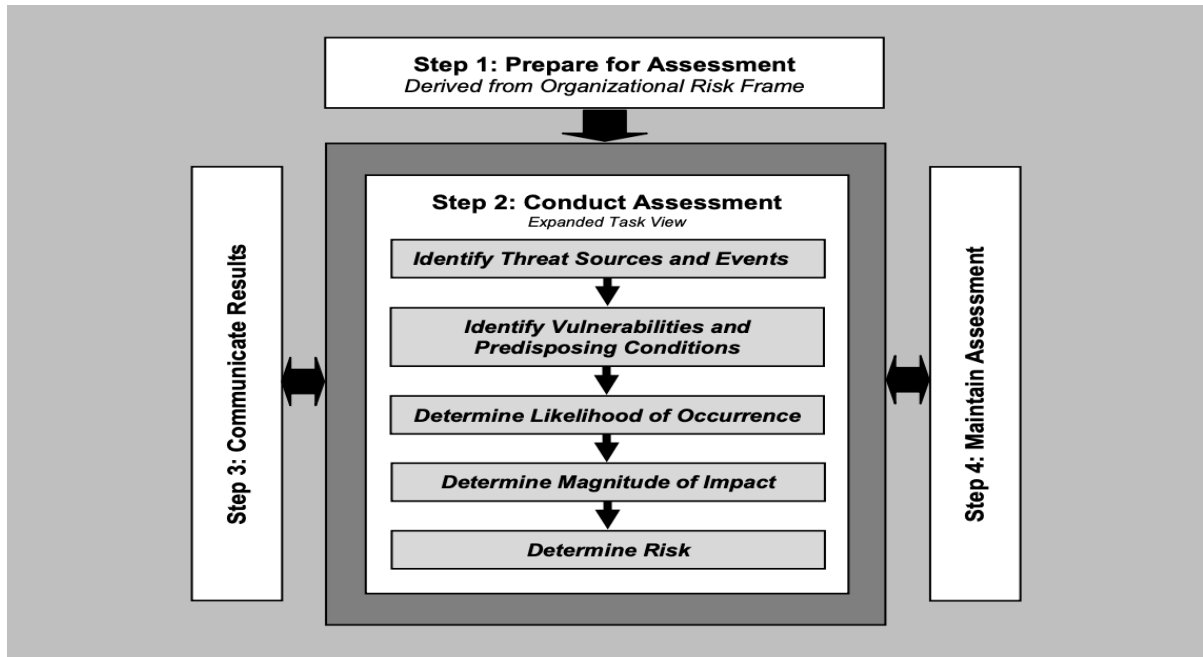 Step 1: Prepare for Assessment
Derived from Organizational Risk Frame
Step 2: Conduct Assessment
Expanded Task View
Identify Threat Sources and Events
Identify Vulnerabilities and
Predisposing Conditions
Determine Likelihood of Occurrence
Determine Magnitude of Impact
Determine Risk
Step 3: Communicate Results
Step 4: Maintain Assessment